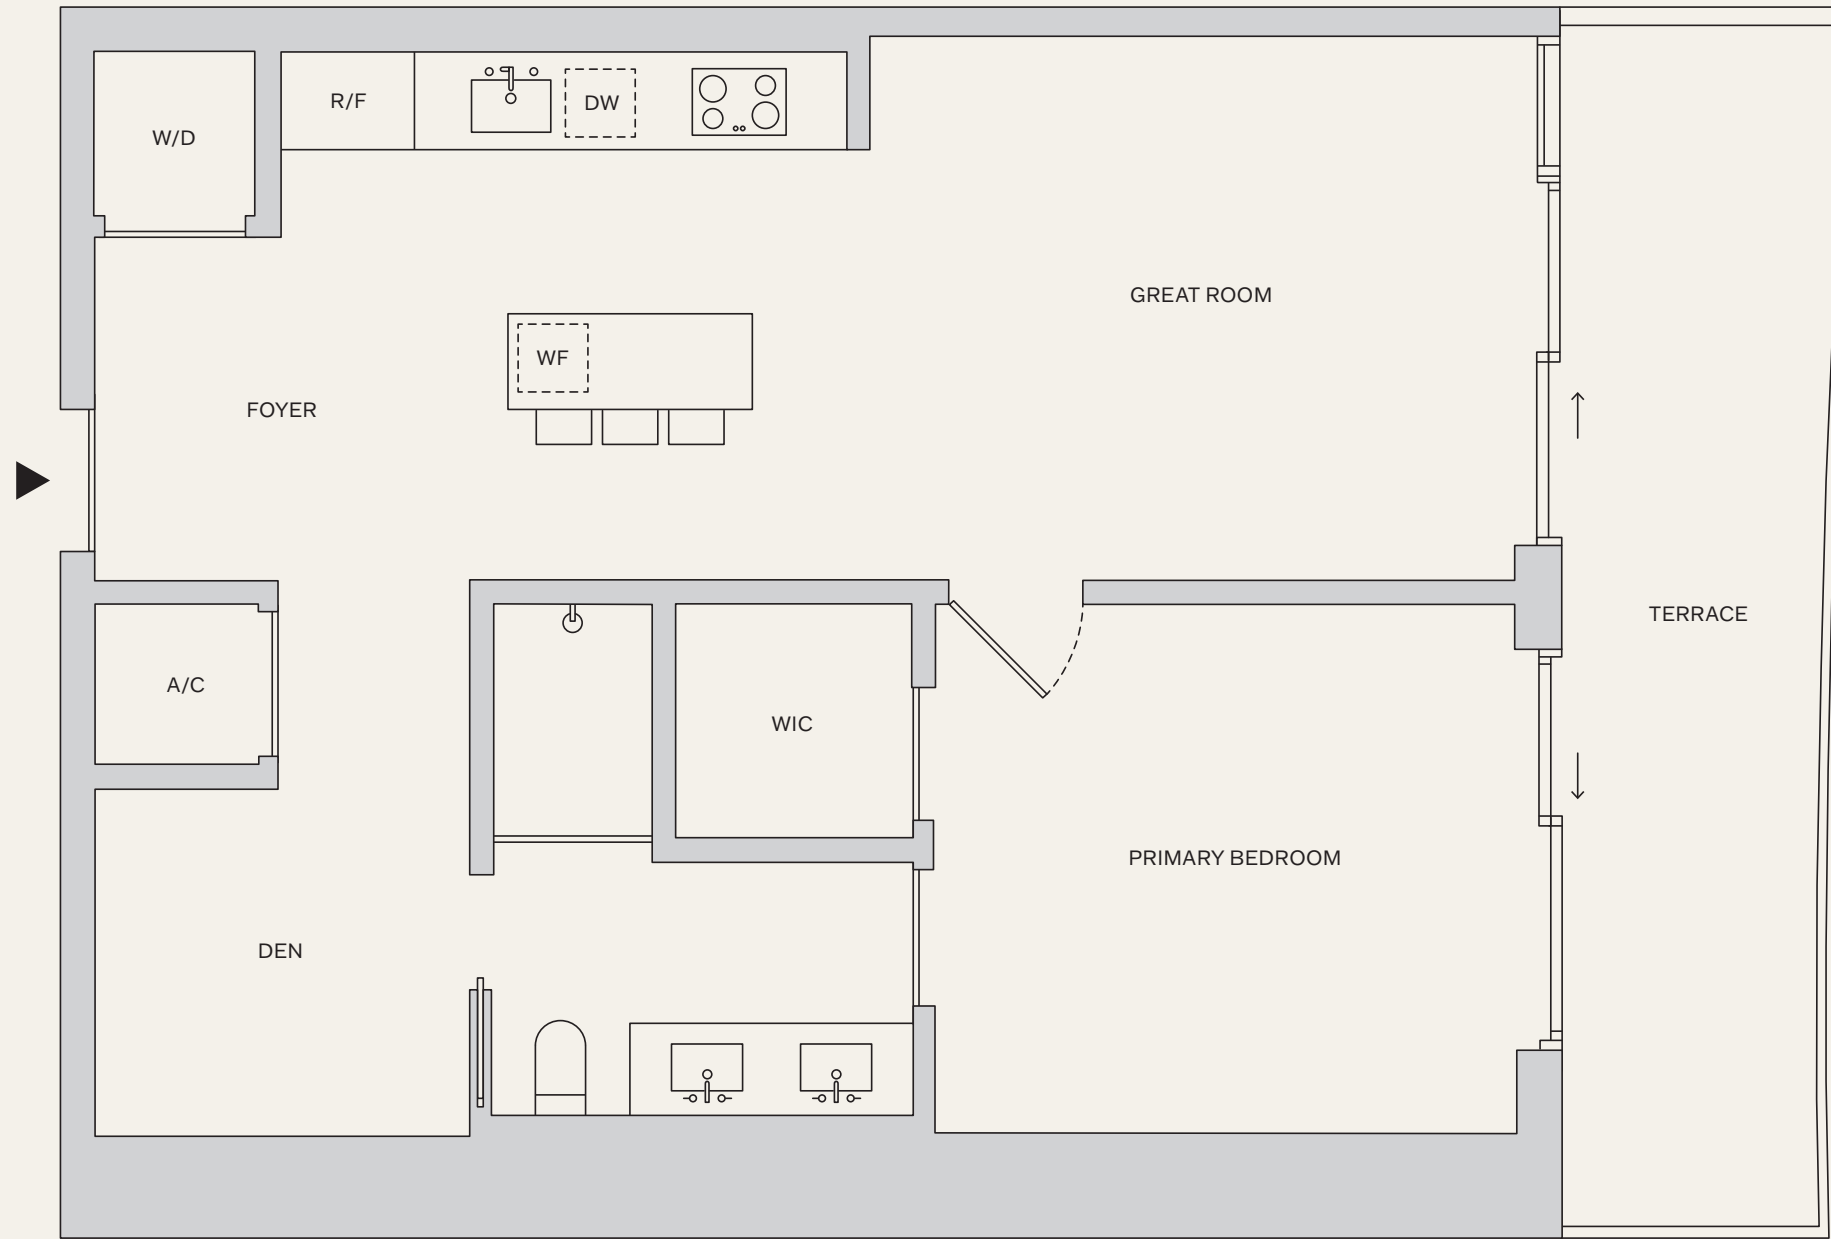 R/F
DW
W/D
GREAT ROOM
WF
FOYER
TERRACE
A/C
WIC
PRIMARY BEDROOM
DEN